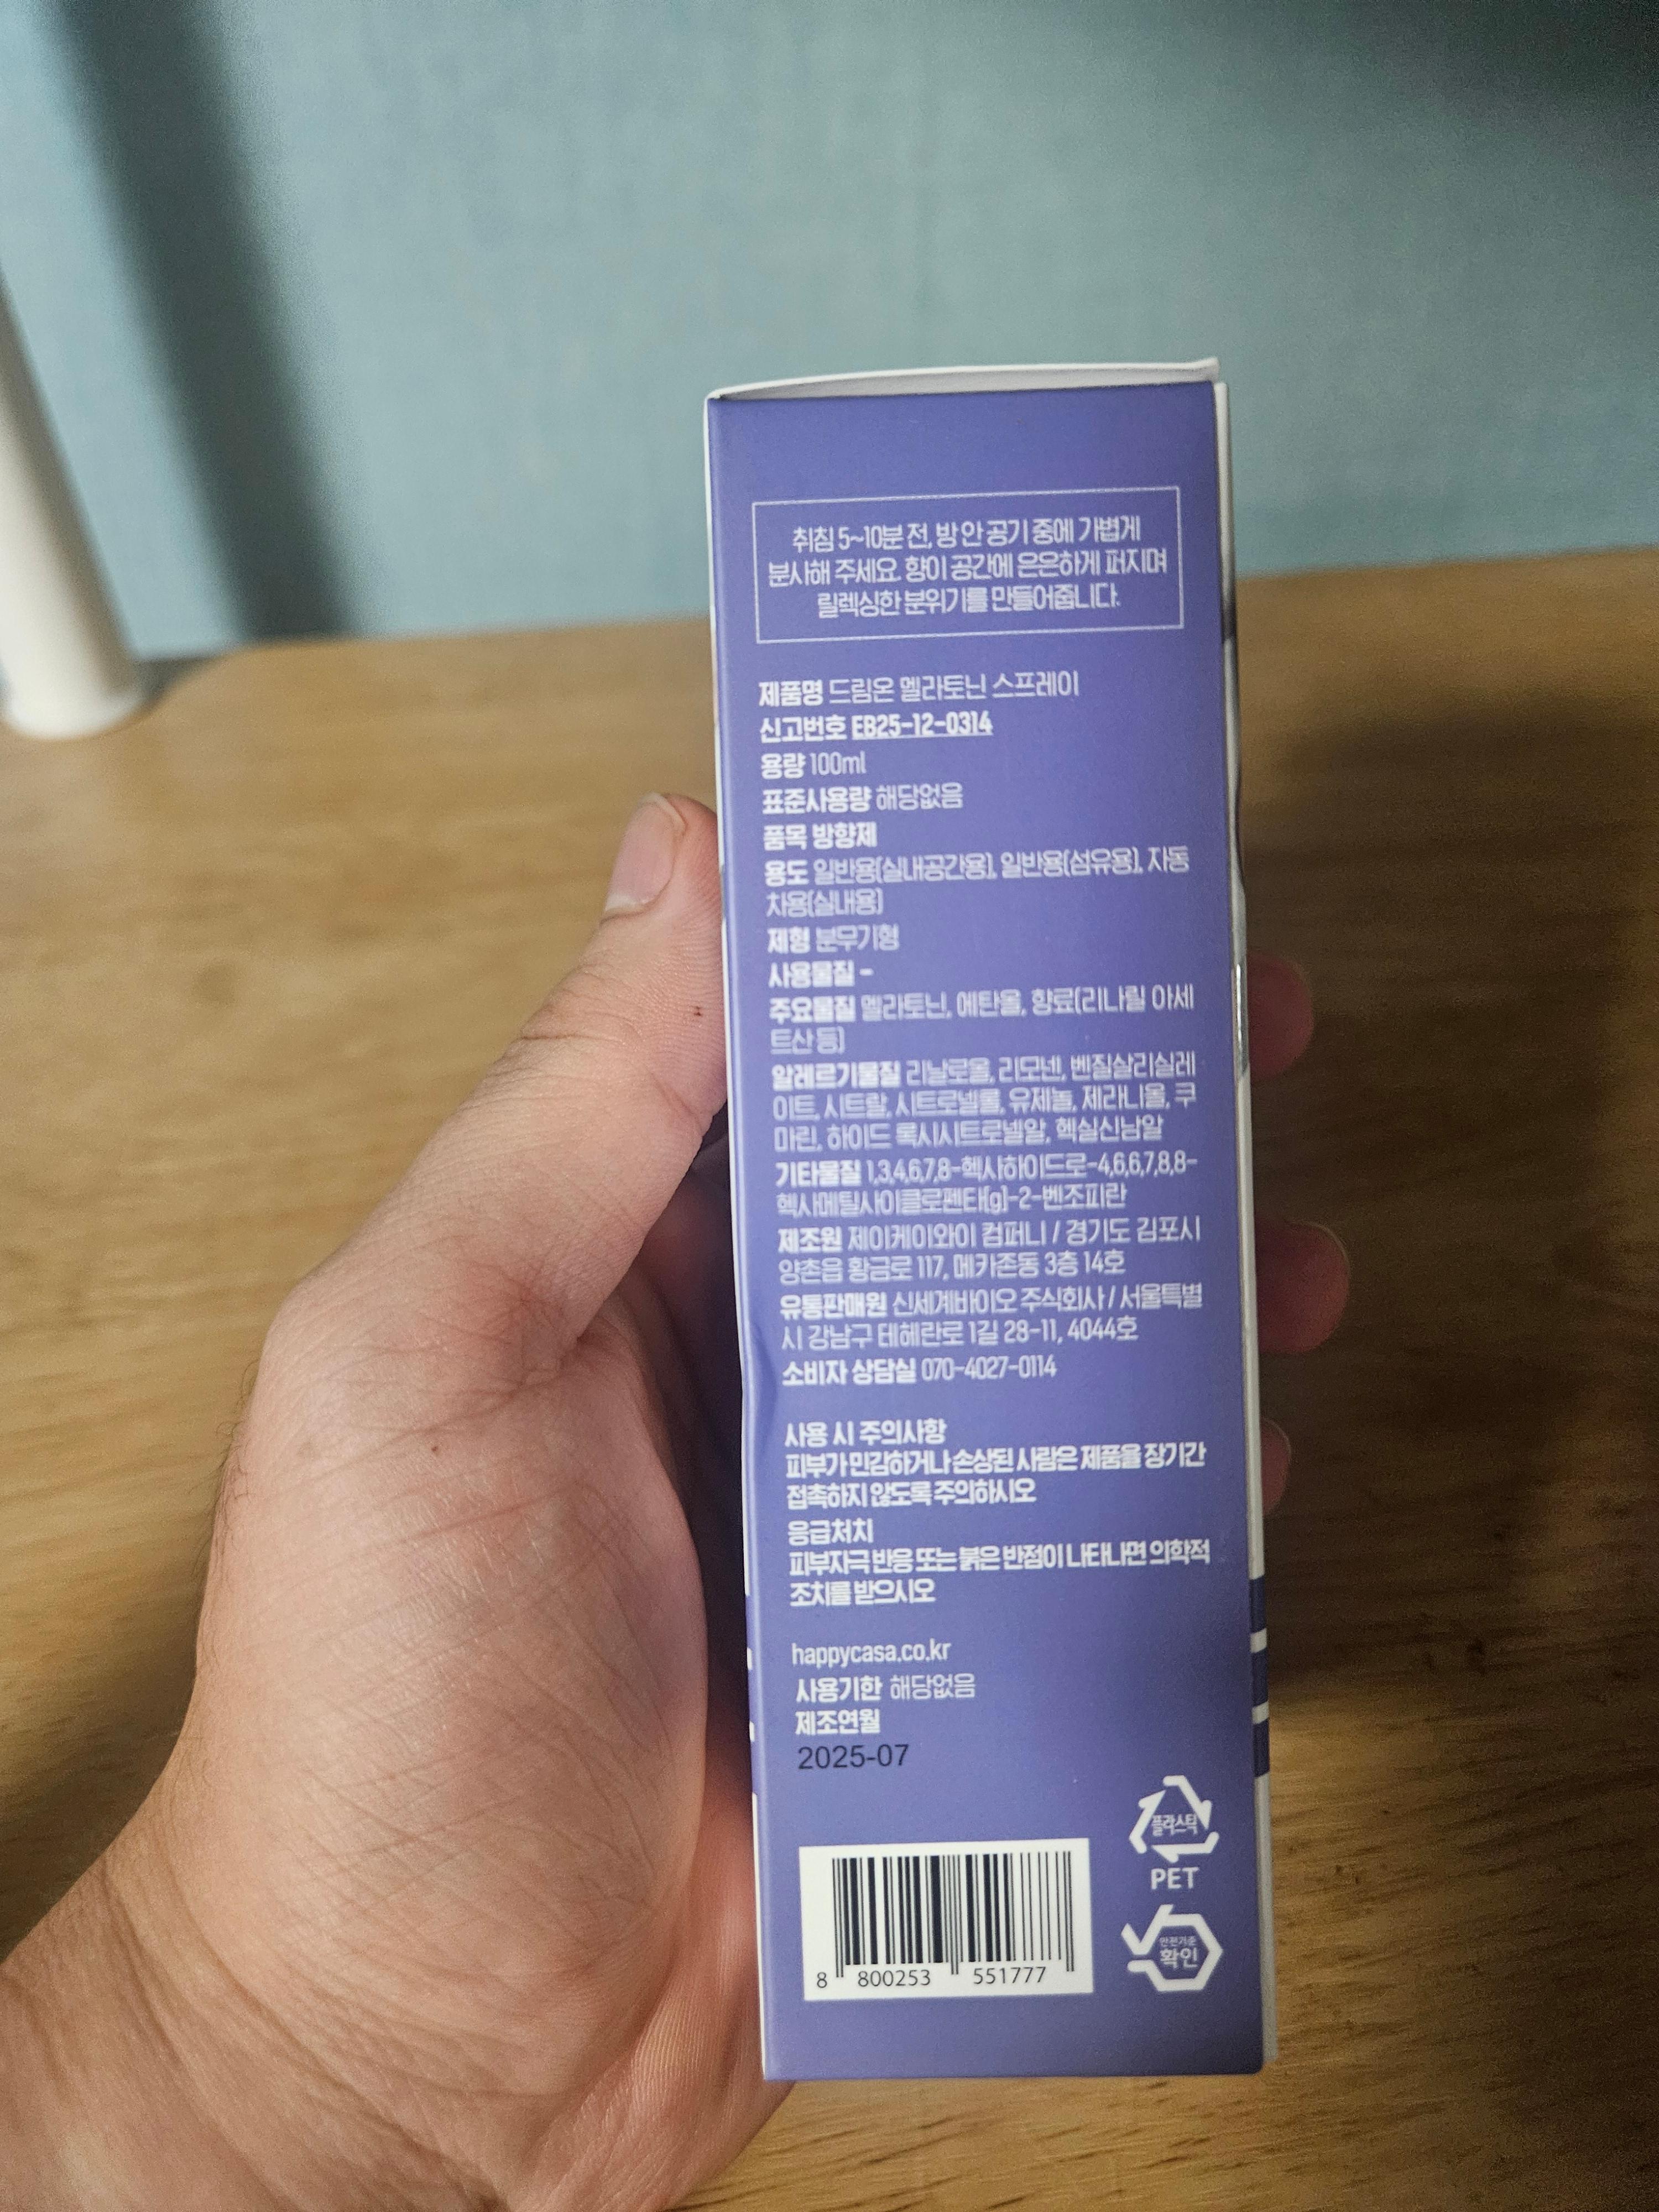 취침 5~10분 전, 방 안 공기 중에 가볍게
분사해 주세요. 향이 공간에 은은하게 퍼지며
릴렉싱한 분위기를 만들어줍니다.
제품명 드림온 멜라토닌 스프레이
신고번호 EB25-12-0314
용량 100ml
표준사용량 해당없음
품목 방향제
용도 일반용(실내공간용), 일반용(섬유용), 자동
차용(실내용)
제형 분무기형
사용물질 -
주요물질 멜라토닌, 에탄올, 향료(리나릴 아세
트산 등)
알레르기물질 리날로올, 리모넨, 벤질살리실레
이트, 시트랄, 시트로넬롤, 유제놀, 제라니올, 쿠
마린, 하이드 록시시트로넬알, 헥실신남알
기타물질 1,3,4,6,7,8-헥사하이드로-4,6,6,7,8,8-
헥사메틸사이클로펜타[g]-2-벤조피란
제조원 제이케이와이 컴퍼니 / 경기도 김포시
양촌읍 황금로 117, 메카존동 3층 14호
유통판매원 신세계바이오 주식회사 / 서울특별
시 강남구 테헤란로 1길 28-11, 4044호
소비자 상담실 070-4027-0114
사용 시 주의사항
피부가 민감하거나 손상된 사람은 제품을 장기간
접촉하지 않도록 주의하시오
응급처치
피부자극 반응 또는 붉은 반점이 나타나면 의학적
조치를 받으시오
happycasa.co.kr
사용기한 해당없음
제조연월
2025-07
플라스틱
PET
안전기준
확인
8 800253 551777